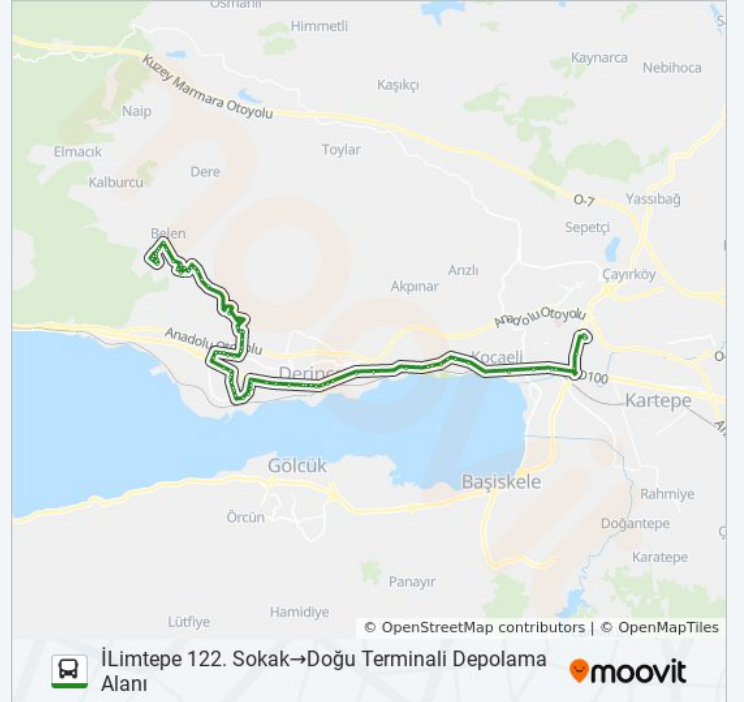 Osmanlı
Himmetli
Kuzey Marmara Otoyolu
Kaynarca
Nebihoca
Kaşıkçı
Naip
Toylar
Elmacık
Dere
Kalburcu
O-7
Yassıbağ
Sepetçi
Belen
Arızlı
Çayırköy
Akpınar
Anadolu Otoyolu
Anadolu Otoyolu
Kocaeli
O-
Derince
D100
Kartepe
Gölcük
Başiskele
Rahmiye
Örcün
Doğantepe
Karatepe
Panayır
Hamidiye
Lütfiye
moovit
© OpenStreetMap contributors | © OpenMapTiles
İLimtepe 122. Sokak→Doğu Terminali Depolama
Alanı
moovit